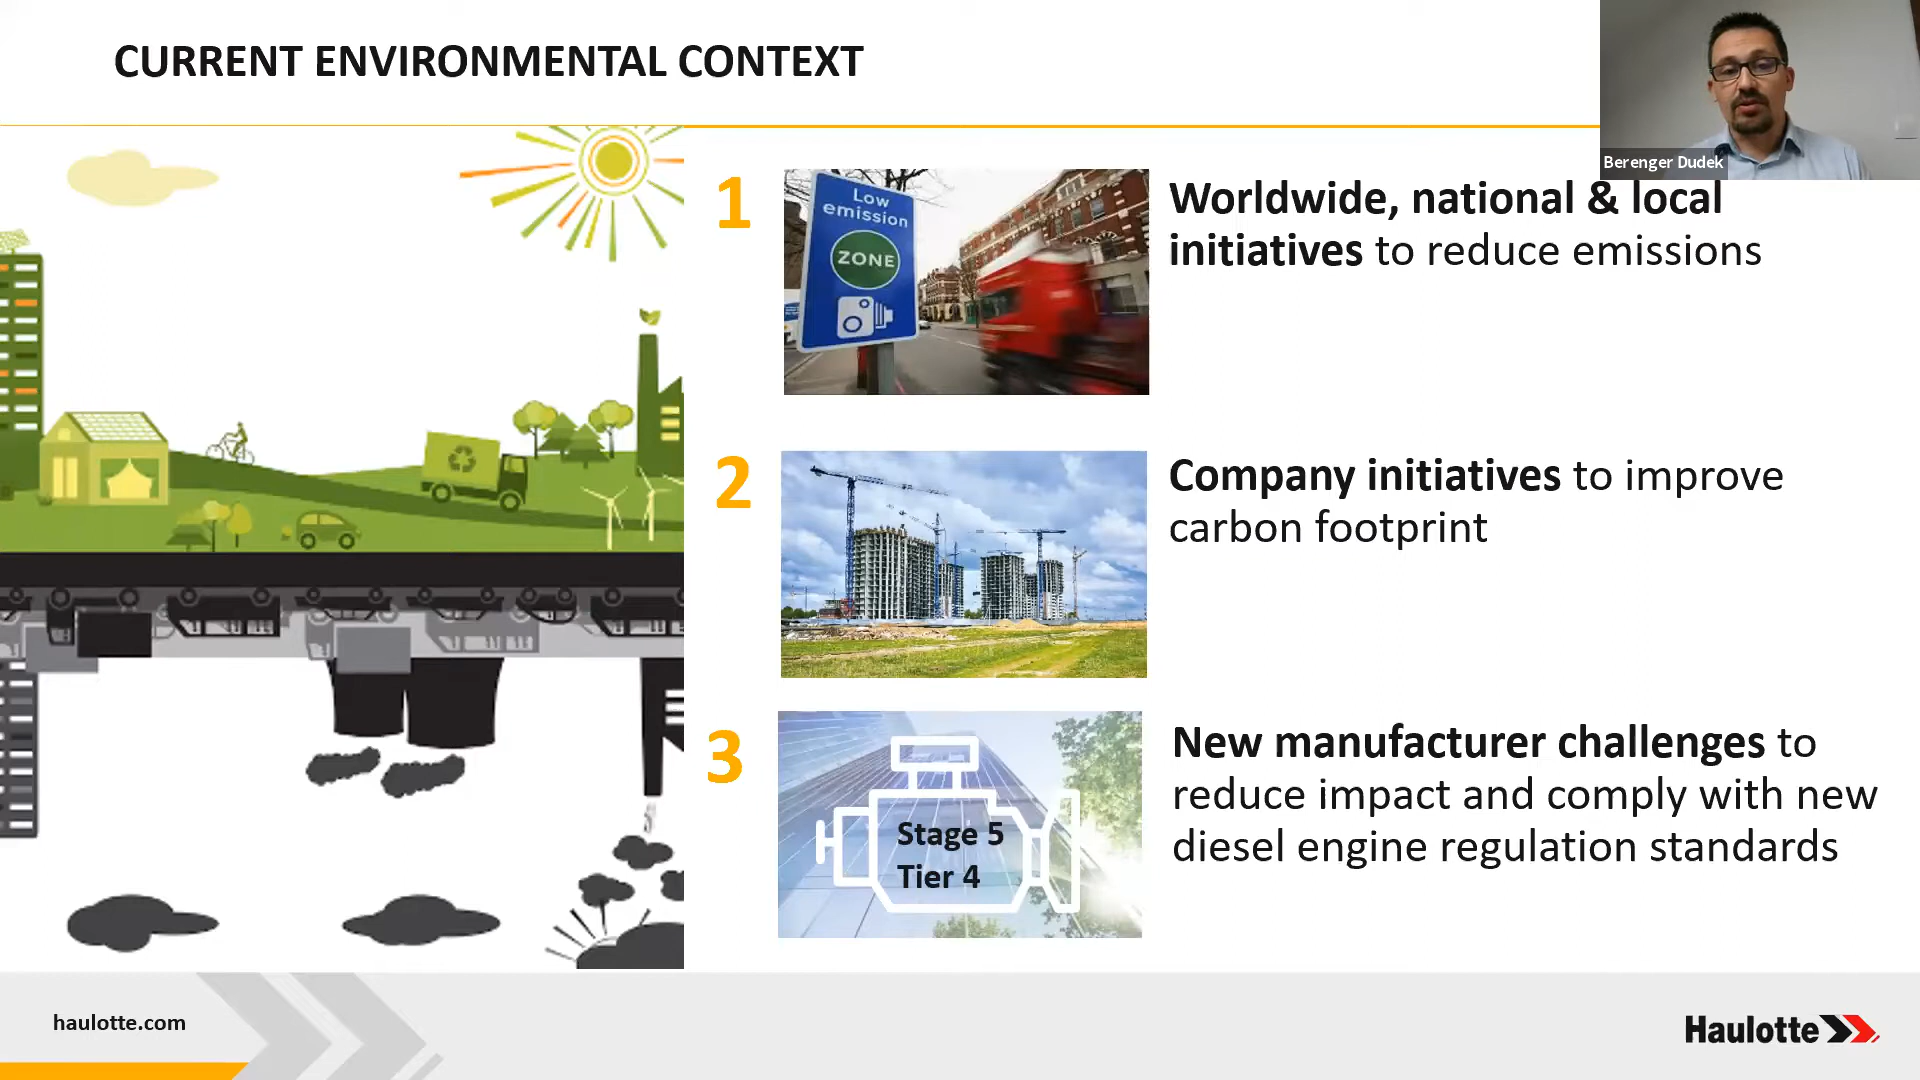 CURRENT ENVIRONMENTAL CONTEXT
Berenger Dudek
1
Low
emission
ZONE
Worldwide, national & local
initiatives to reduce emissions
2
Company initiatives to improve
carbon footprint
3
Stage 5
Tier 4
New manufacturer challenges to
reduce impact and comply with new
diesel engine regulation standards
haulotte.com
Haulotte